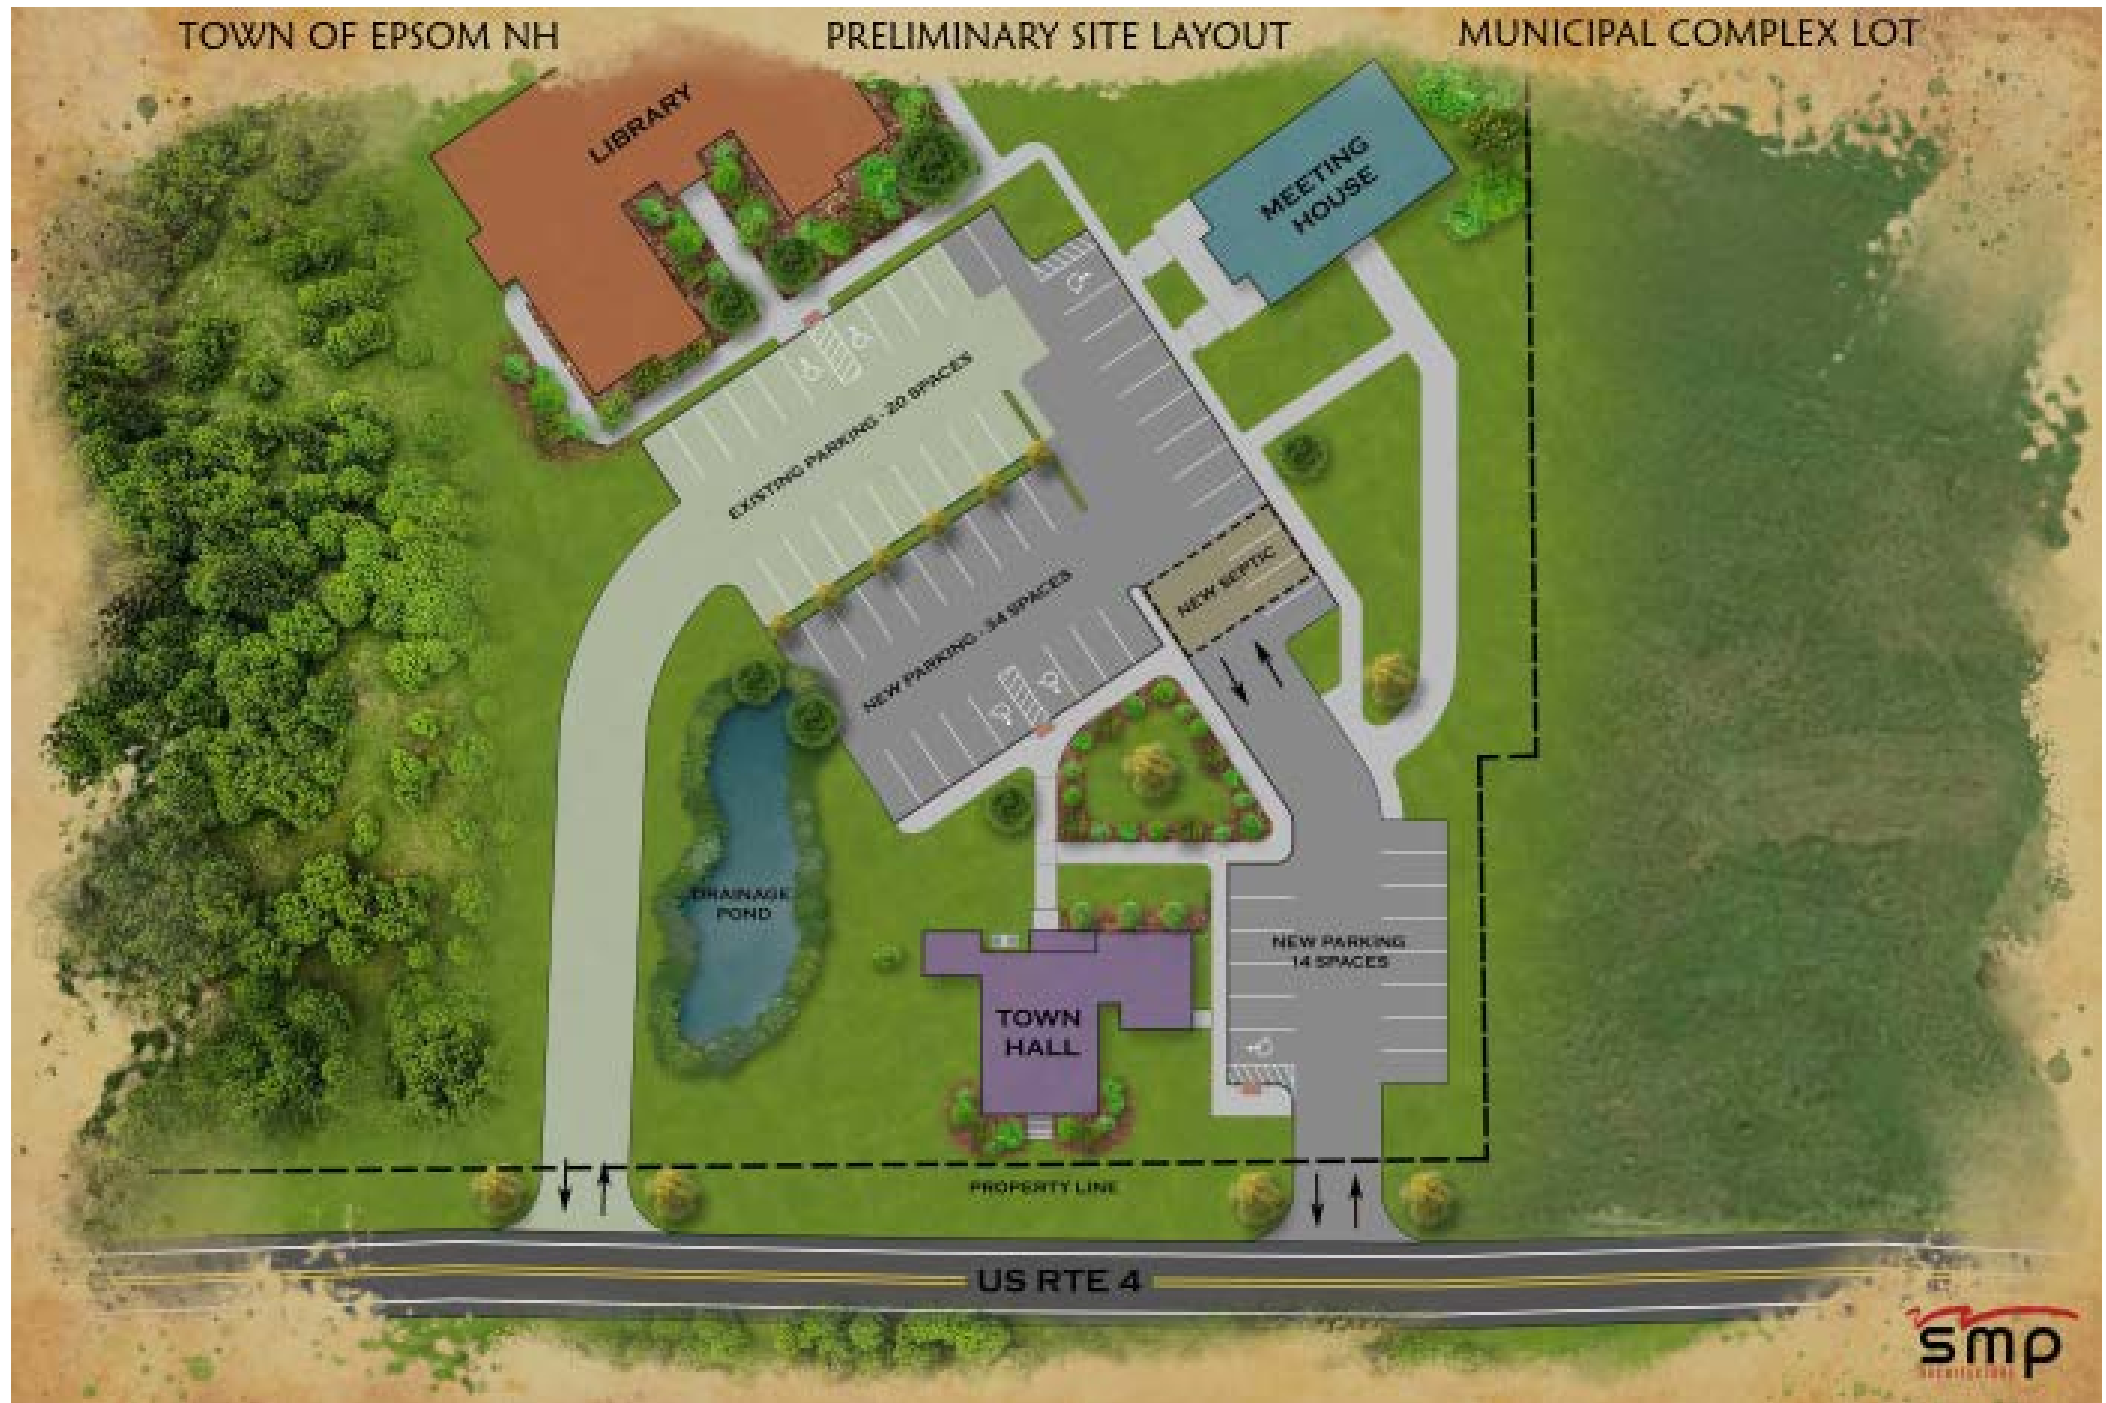 TOWN OF EPSOM NH
PRELIMINARY SITE LAYOUT
MUNICIPAL COMPLEX LOT
LIBRARY
MEETING
HOUSE
EXISTING PARKING - 20 SPACES
NEW SEPTIC
NEW PARKING - 34 SPACES
DRAINAGE
POND
NEW PARKING
14 SPACES
TOWN
HALL
PROPERTY LINE
US RTE 4
smp
ARCHITECTURE